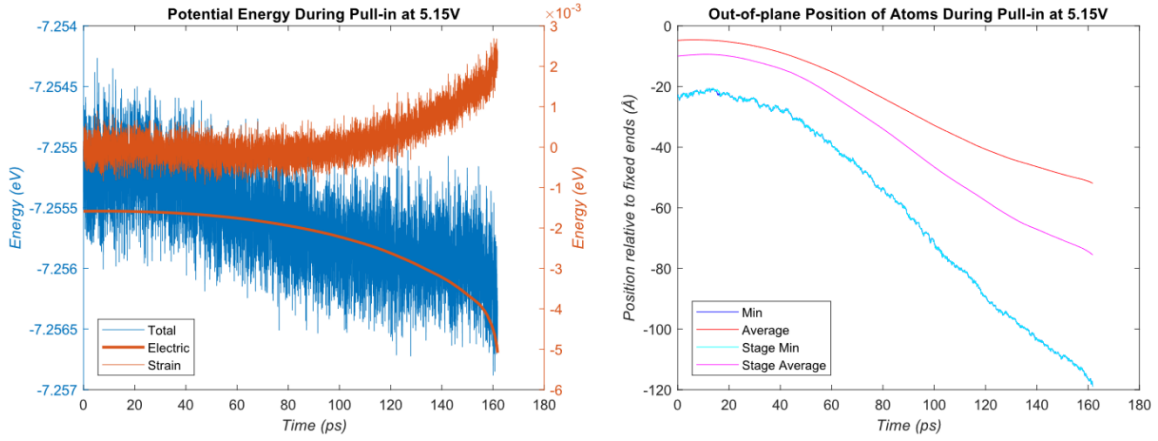 Potential Energy During Pull-in at 5.15V
×10⁻³
-7.254
-7.2545
-7.255
-7.2555
-7.256
-7.2565
-7.257
Energy (eV)
3
2
1
0
-1
-2
-3
-4
-5
-6
Energy (eV)
Total
Electric
Strain
0 20 40 60 80 100 120 140 160 180
Time (ps)
Out-of-plane Position of Atoms During Pull-in at 5.15V
0
-20
-40
-60
-80
-100
-120
Position relative to fixed ends (Å)
Min
Average
Stage Min
Stage Average
0 20 40 60 80 100 120 140 160 180
Time (ps)